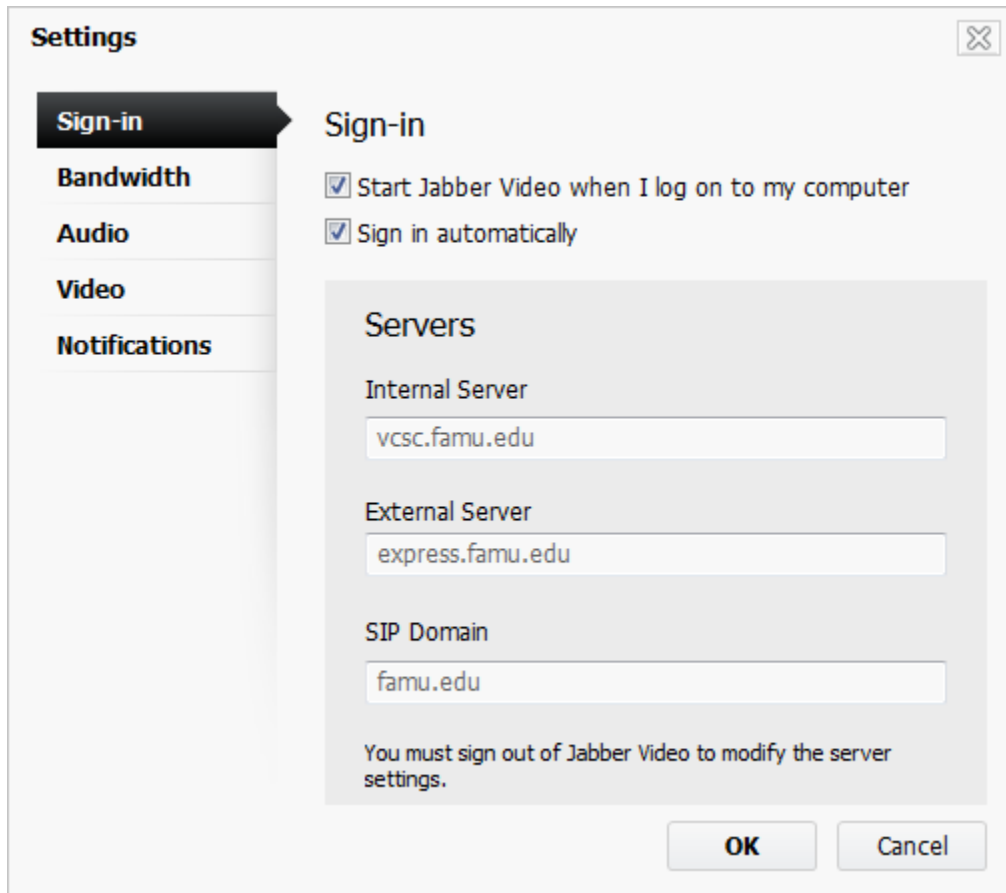 Settings
Sign-in
Bandwidth
Audio
Video
Notifications
Sign-in
Start Jabber Video when I log on to my computer
Sign in automatically
Servers
Internal Server
vcsc.famu.edu
External Server
express.famu.edu
SIP Domain
famu.edu
You must sign out of Jabber Video to modify the server
settings.
OK
Cancel